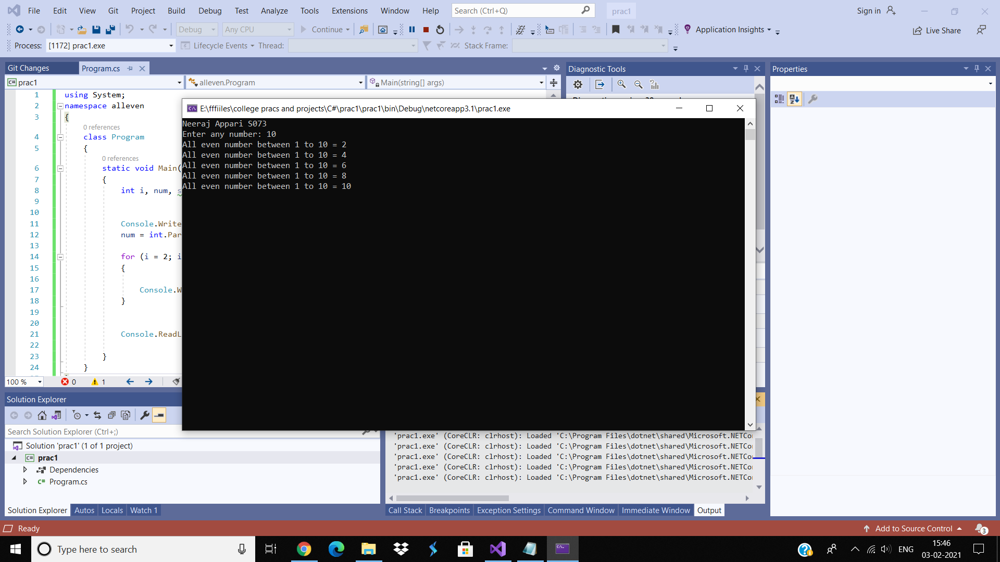 File Edit View Git Project Build Debug Test Analyze Tools Extensions Window Help Search (Ctrl+Q) prac1 Sign in
Debug Any CPU Continue Application Insights Live Share
Process: [1172] prac1.exe Lifecycle Events Thread: Stack Frame:
Git Changes Program.cs
prac1 alleven.Program Main(string[] args)
1 using System;
2 namespace alleven
3 {
0 references
4 class Program
5 {
0 references
6 static void Main(
7 {
8 int i, num,
9
10
11 Console.Write
12 num = int.Par
13
14 for (i = 2; i
15 {
16
17 Console.W
18 }
19
20
21 Console.ReadL
22
23 }
24 }
100 % 0 1
Diagnostic Tools
Properties
E:\fffiiles\college pracs and projects\C#\prac1\prac1\bin\Debug\netcoreapp3.1\prac1.exe
Neeraj Appari S073
Enter any number: 10
All even number between 1 to 10 = 2
All even number between 1 to 10 = 4
All even number between 1 to 10 = 6
All even number between 1 to 10 = 8
All even number between 1 to 10 = 10
Solution Explorer
Search Solution Explorer (Ctrl+;)
Solution 'prac1' (1 of 1 project)
C# prac1
Dependencies
C# Program.cs
Solution Explorer Autos Locals Watch 1
'prac1.exe' (CoreCLR: clrhost): Loaded 'C:\Program Files\dotnet\shared\Microsoft.NETCo
'prac1.exe' (CoreCLR: clrhost): Loaded 'C:\Program Files\dotnet\shared\Microsoft.NETCo
'prac1.exe' (CoreCLR: clrhost): Loaded 'C:\Program Files\dotnet\shared\Microsoft.NETCo
'prac1.exe' (CoreCLR: clrhost): Loaded 'C:\Program Files\dotnet\shared\Microsoft.NETCo
'prac1.exe' (CoreCLR: clrhost): Loaded 'C:\Program Files\dotnet\shared\Microsoft.NETCo
Call Stack Breakpoints Exception Settings Command Window Immediate Window Output
Ready Add to Source Control 3
Type here to search ENG 15:46
03-02-2021